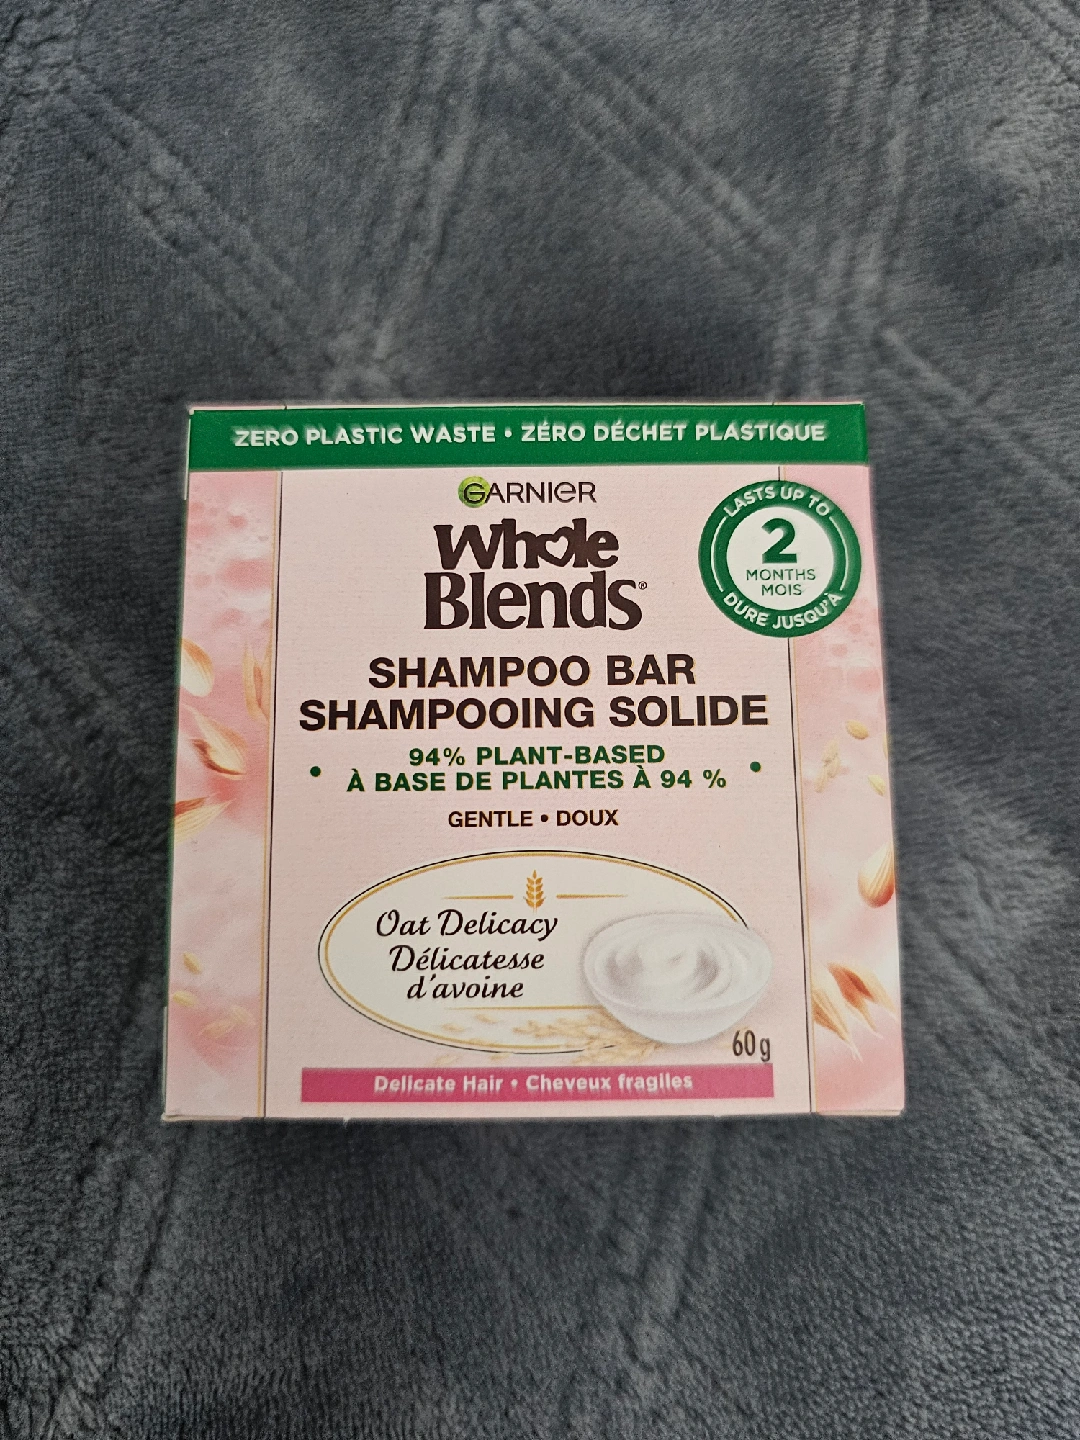 ZERO PLASTIC WASTE • ZÉRO DÉCHET PLASTIQUE
GARNIER
Whole
Blends®
LASTS UP TO
2
MONTHS
MOIS
DURE JUSQU'À
SHAMPOO BAR
SHAMPOOING SOLIDE
• 94% PLANT-BASED
À BASE DE PLANTES À 94 % •
GENTLE • DOUX
Oat Delicacy
Délicatesse
d'avoine
60g
Delicate Hair • Cheveux fragiles